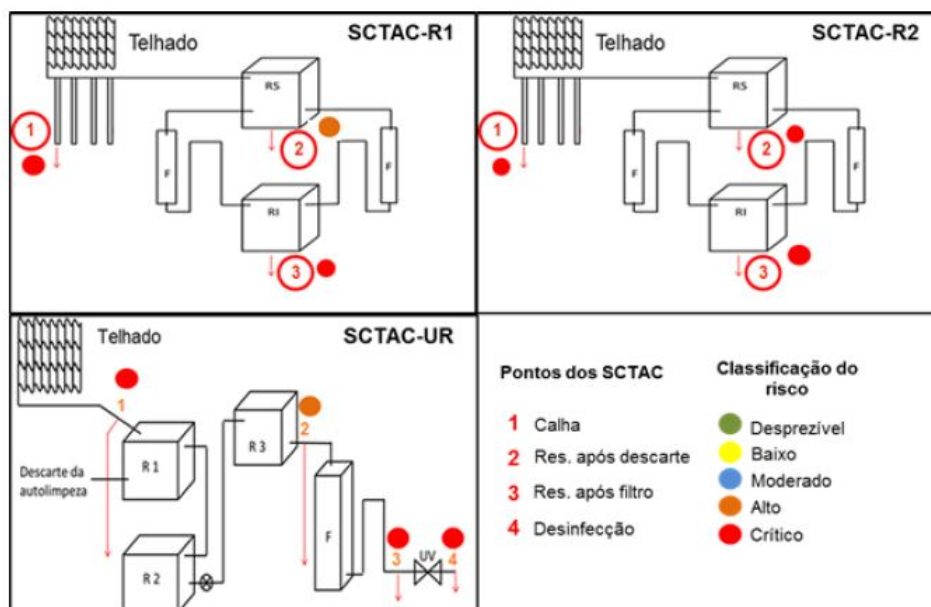 SCTAC-R1
Telhado
RS
1
2
F
F
RI
3
SCTAC-R2
Telhado
RS
1
2
F
F
RI
3
SCTAC-UR
Telhado
1
R 3
2
R 1
Descarte da
autolimpeza
F
R 2
3
UV
4
Pontos dos SCTAC
1 Calha
2 Res. após descarte
3 Res. após filtro
4 Desinfecção
Classificação do
risco
Desprezível
Baixo
Moderado
Alto
Crítico